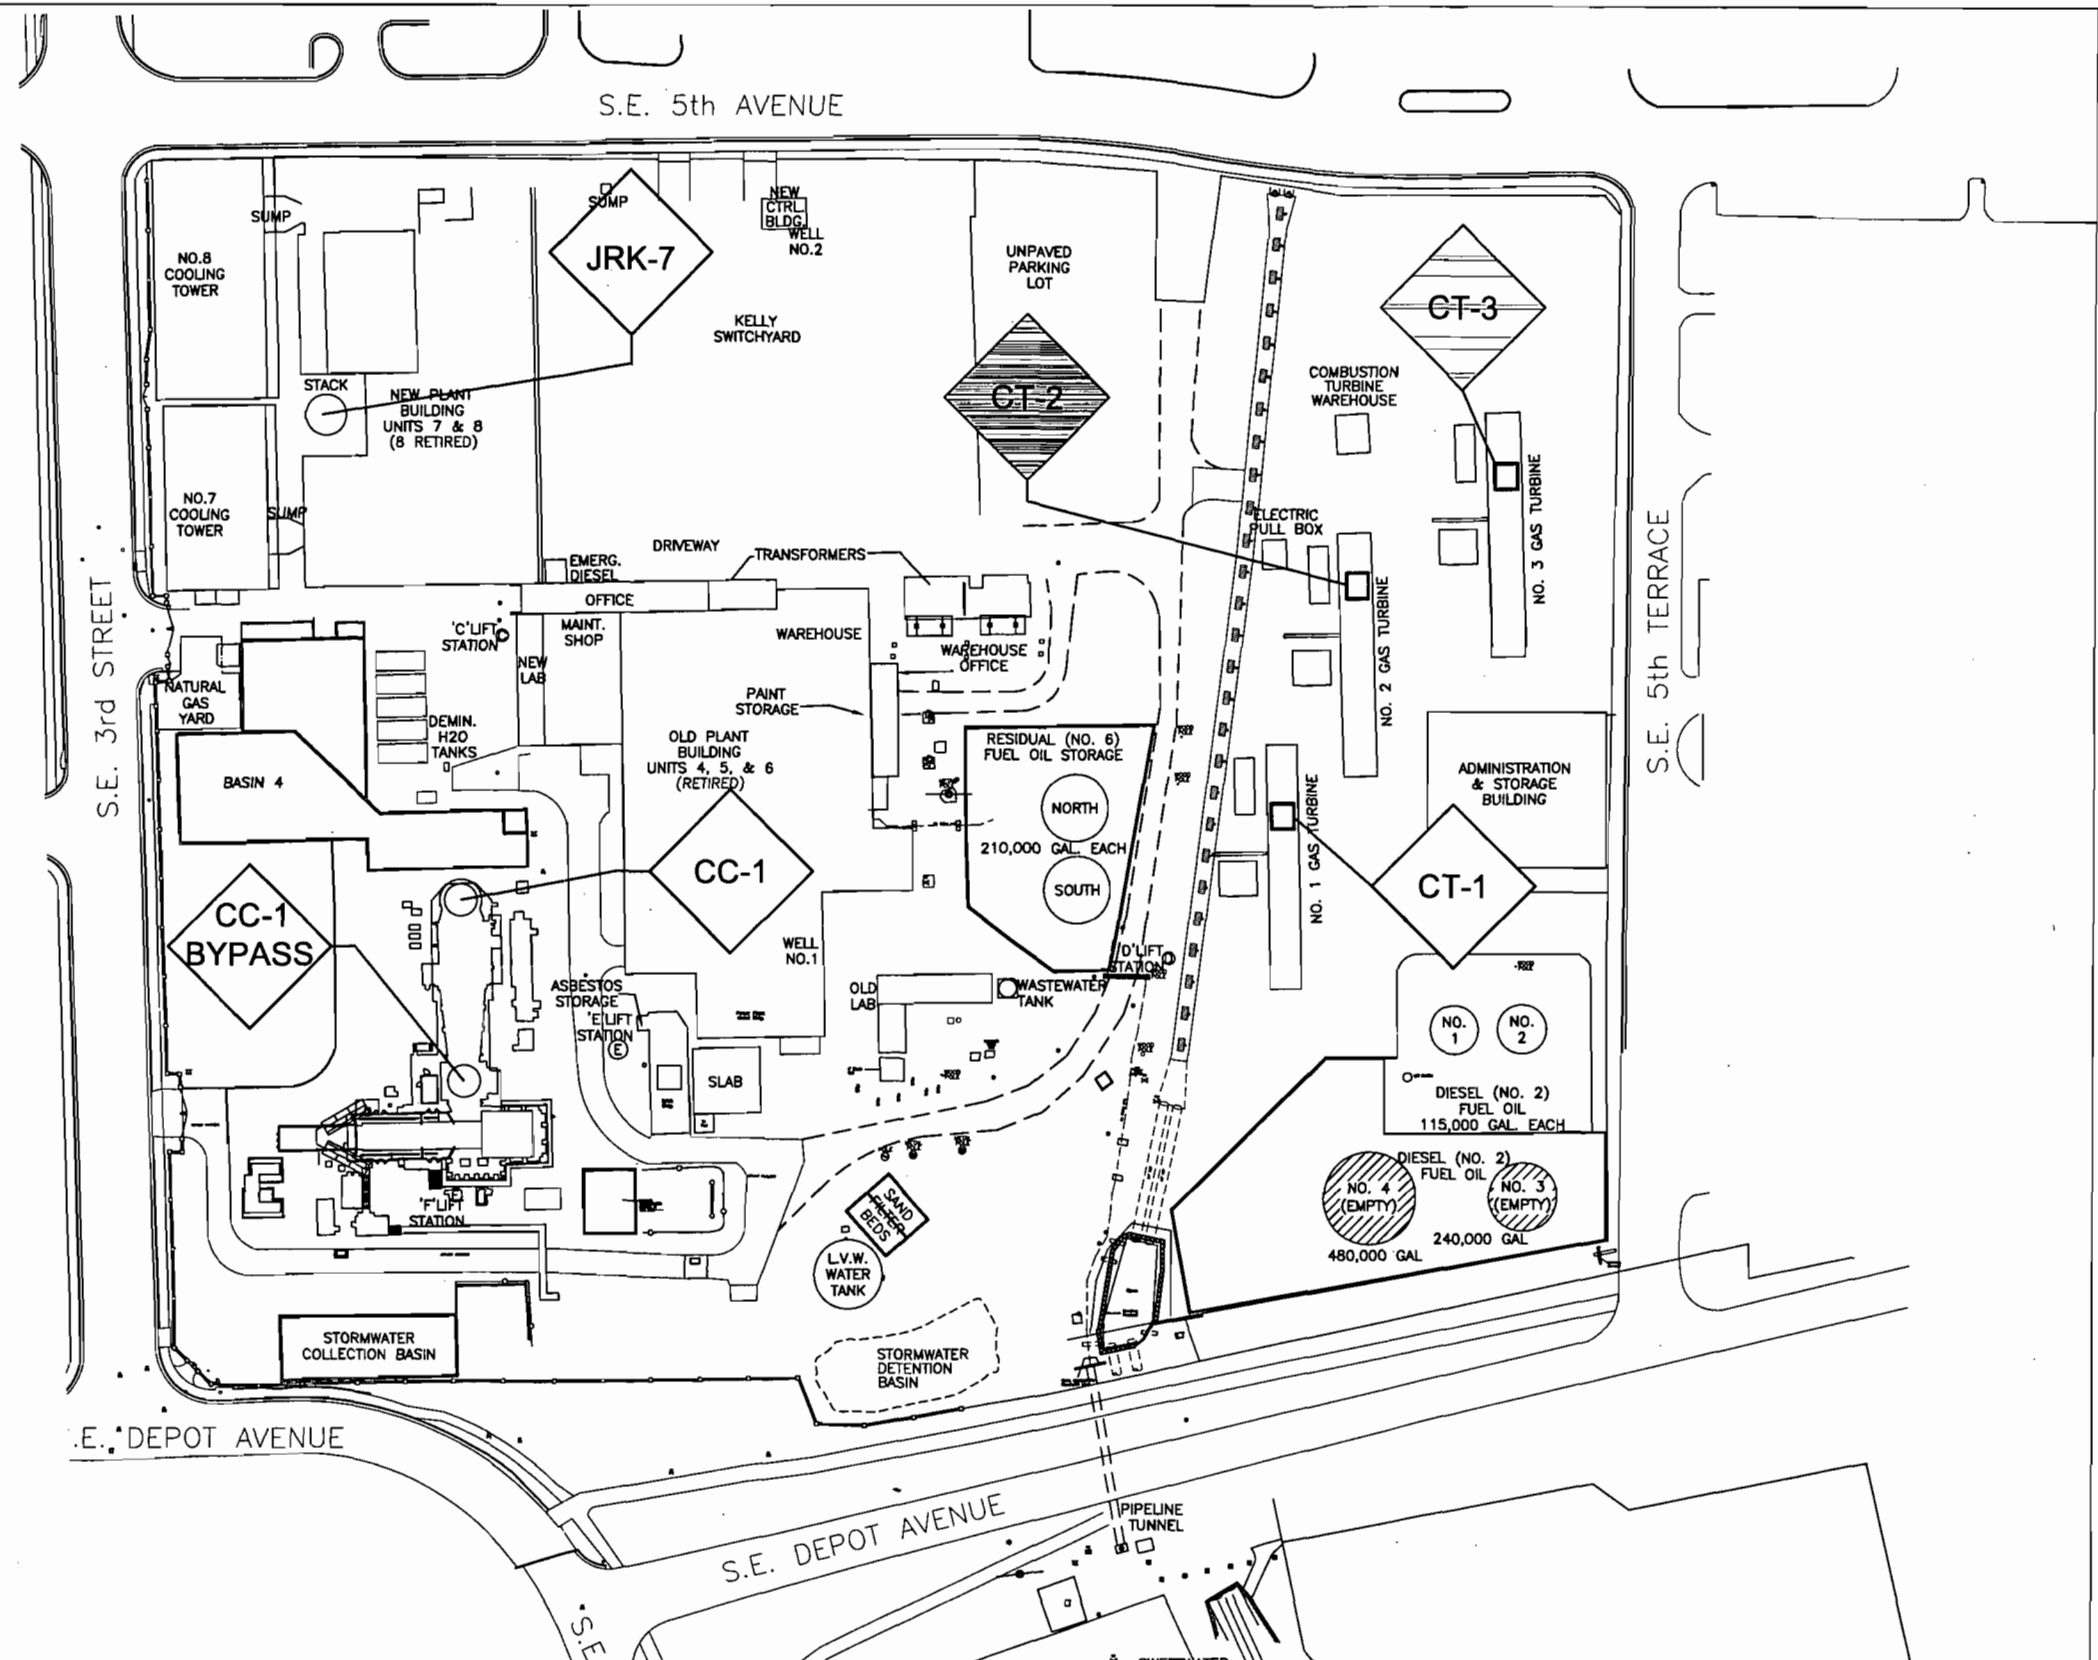 S.E. 5th AVENUE
SUMP
NO.8
COOLING
TOWER
SUMP
JRK-7
NEW
CTRL.
BLDG.
WELL
NO.2
KELLY
SWITCHYARD
UNPAVED
PARKING
LOT
CT-3
CT-2
COMBUSTION
TURBINE
WAREHOUSE
STACK
NEW PLANT
BUILDING
UNITS 7 & 8
(8 RETIRED)
NO.7
COOLING
TOWER
SUMP
ELECTRIC
PULL BOX
NO. 3 GAS TURBINE
NO. 2 GAS TURBINE
S.E. 5th TERRACE
S.E. 3rd STREET
EMERG.
DIESEL
DRIVEWAY
TRANSFORMERS
OFFICE
'C'LIFT
STATION
MAINT.
SHOP
NEW
LAB
WAREHOUSE
WAREHOUSE
OFFICE
NATURAL
GAS
YARD
DEMIN.
H2O
TANKS
PAINT
STORAGE
OLD PLANT
BUILDING
UNITS 4, 5, & 6
(RETIRED)
RESIDUAL (NO. 6)
FUEL OIL STORAGE
NORTH
210,000 GAL. EACH
SOUTH
BASIN 4
NO. 1 GAS TURBINE
ADMINISTRATION
& STORAGE
BUILDING
CC-1
CT-1
CC-1
BYPASS
WELL
NO.1
'D'LIFT
STATION
ASBESTOS
STORAGE
'E'LIFT
STATION
E
OLD
LAB
WASTEWATER
TANK
SLAB
NO.
1
NO.
2
DIESEL (NO. 2)
FUEL OIL
115,000 GAL. EACH
DIESEL (NO. 2)
FUEL OIL
NO. 4
(EMPTY)
NO. 3
(EMPTY)
480,000 GAL
240,000 GAL
'F'LIFT
STATION
SAND
FILTER
BEDS
L.V.W.
WATER
TANK
STORMWATER
COLLECTION BASIN
STORMWATER
DETENTION
BASIN
.E. DEPOT AVENUE
S.E. DEPOT AVENUE
PIPELINE
TUNNEL
S.E